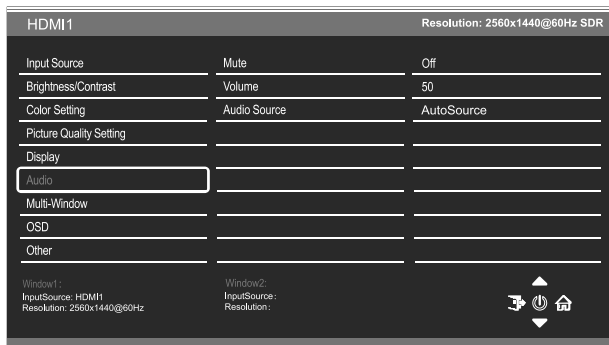 HDMI1 Resolution: 2560x1440@60Hz SDR
Input Source Mute Off
Brightness/Contrast Volume 50
Color Setting Audio Source AutoSource
Picture Quality Setting
Display
Audio
Multi-Window
OSD
Other
Window1: Window2:
InputSource: HDMI1 InputSource:
Resolution: 2560x1440@60Hz Resolution: